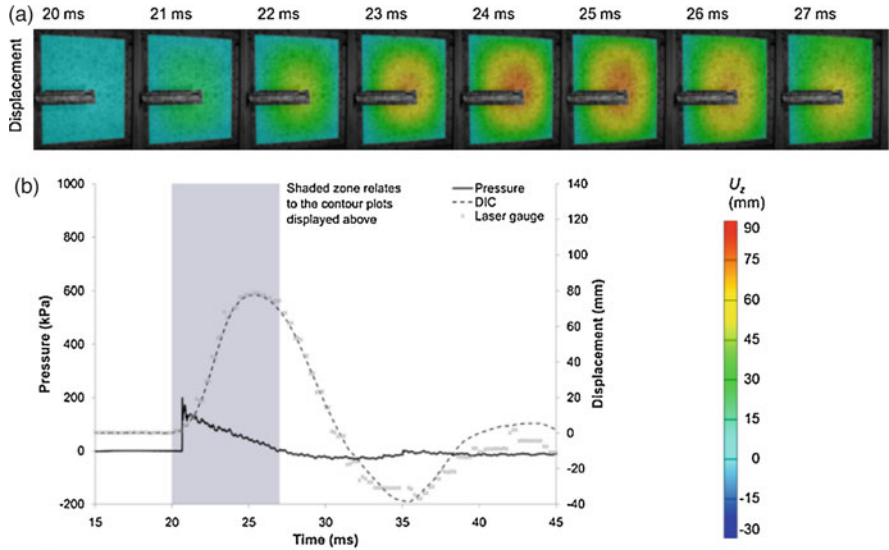 (a) 20 ms 21 ms 22 ms 23 ms 24 ms 25 ms 26 ms 27 ms
Displacement
(b)
1000
800
600
400
200
0
-200
Pressure (kPa)
Shaded zone relates
to the contour plots
displayed above
Pressure
DIC
Laser gauge
140
120
100
80
60
40
20
0
-20
-40
Displacement (mm)
15 20 25 30 35 40 45
Time (ms)
Uz
(mm)
90
75
60
45
30
15
0
-15
-30